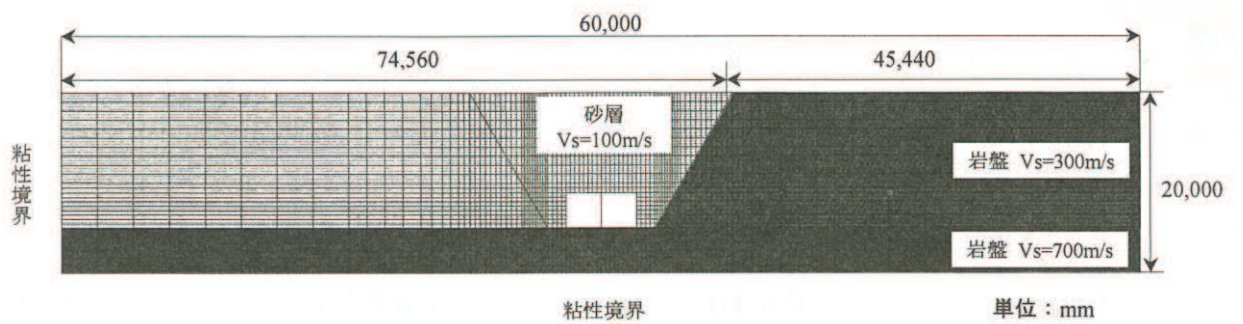 60,000
74,560
45,440
砂層
Vs=100m/s
粘性境界
岩盤 Vs=300m/s
20,000
岩盤 Vs=700m/s
粘性境界
単位：mm